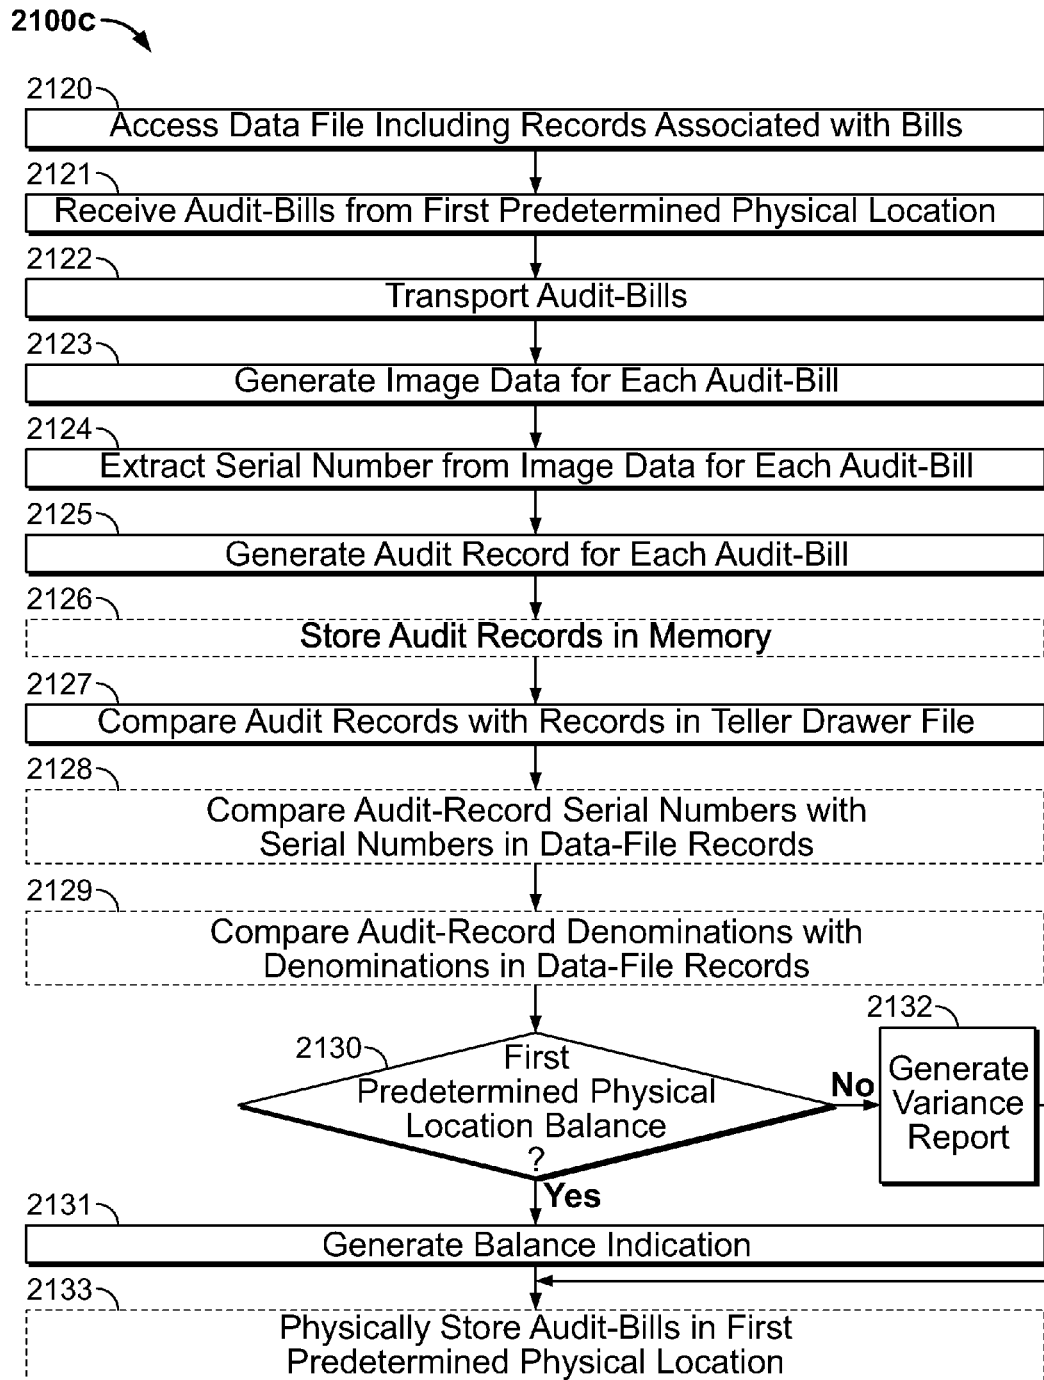 2100c
2120
Access Data File Including Records Associated with Bills
2121
Receive Audit-Bills from First Predetermined Physical Location
2122
Transport Audit-Bills
2123
Generate Image Data for Each Audit-Bill
2124
Extract Serial Number from Image Data for Each Audit-Bill
2125
Generate Audit Record for Each Audit-Bill
2126
Store Audit Records in Memory
2127
Compare Audit Records with Records in Teller Drawer File
2128
Compare Audit-Record Serial Numbers with
Serial Numbers in Data-File Records
2129
Compare Audit-Record Denominations with
Denominations in Data-File Records
2130
First
Predetermined Physical
Location Balance
?
No
2132
Generate
Variance
Report
Yes
2131
Generate Balance Indication
2133
Physically Store Audit-Bills in First
Predetermined Physical Location